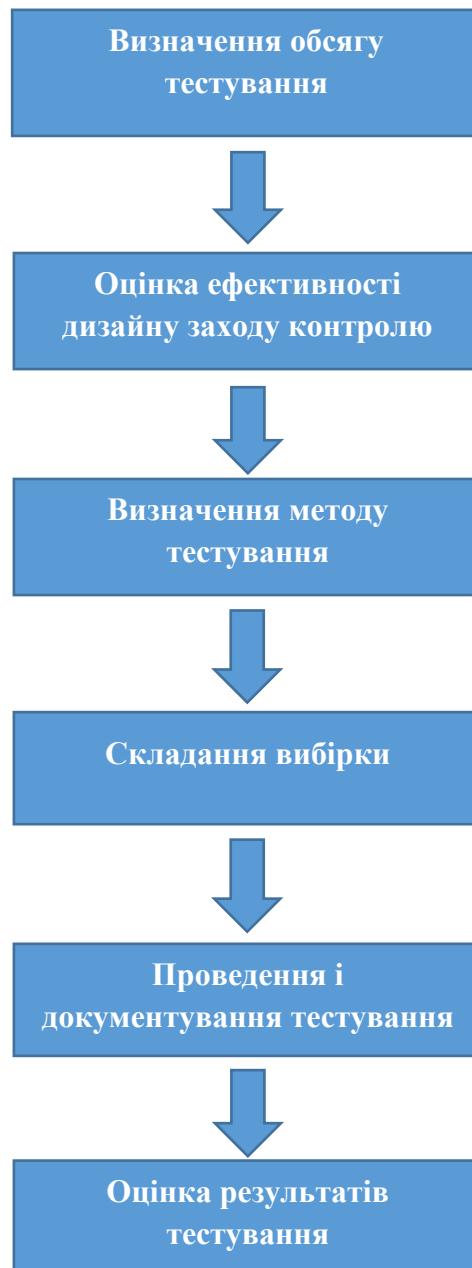 Визначення обсягу
тестування
Оцінка ефективності
дизайну заходу контролю
Визначення методу
тестування
Складання вибірки
Проведення і
документування тестування
Оцінка результатів
тестування